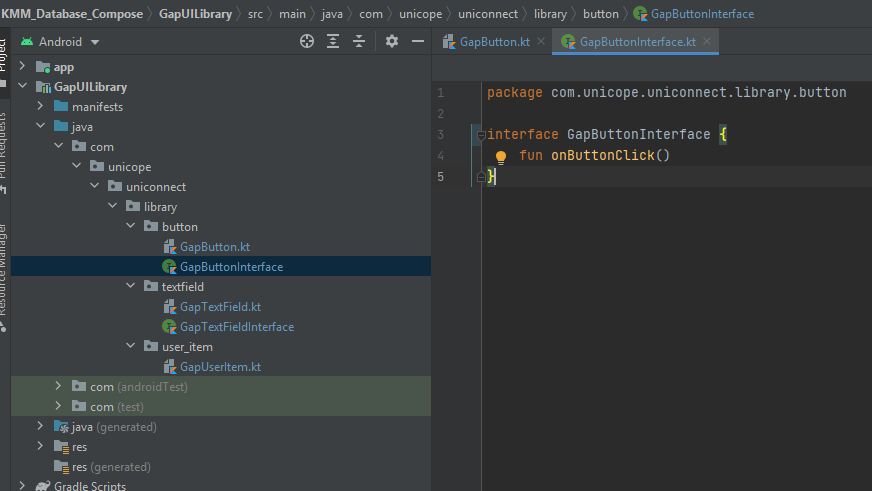 KMM_Database_Compose GapUILibrary src main java com unicope uniconnect library button GapButtonInterface
Project
Pull Requests
Resource Manager
Android
app
GapUILibrary
manifests
java
com
unicope
uniconnect
library
button
GapButton.kt
GapButtonInterface
textfield
GapTextField.kt
GapTextFieldInterface
user_item
GapUserItem.kt
com (androidTest)
com (test)
java (generated)
res
res (generated)
Gradle Scripts
GapButton.kt GapButtonInterface.kt
1 package com.unicope.uniconnect.library.button
2
3 interface GapButtonInterface {
4 fun onButtonClick()
5 }